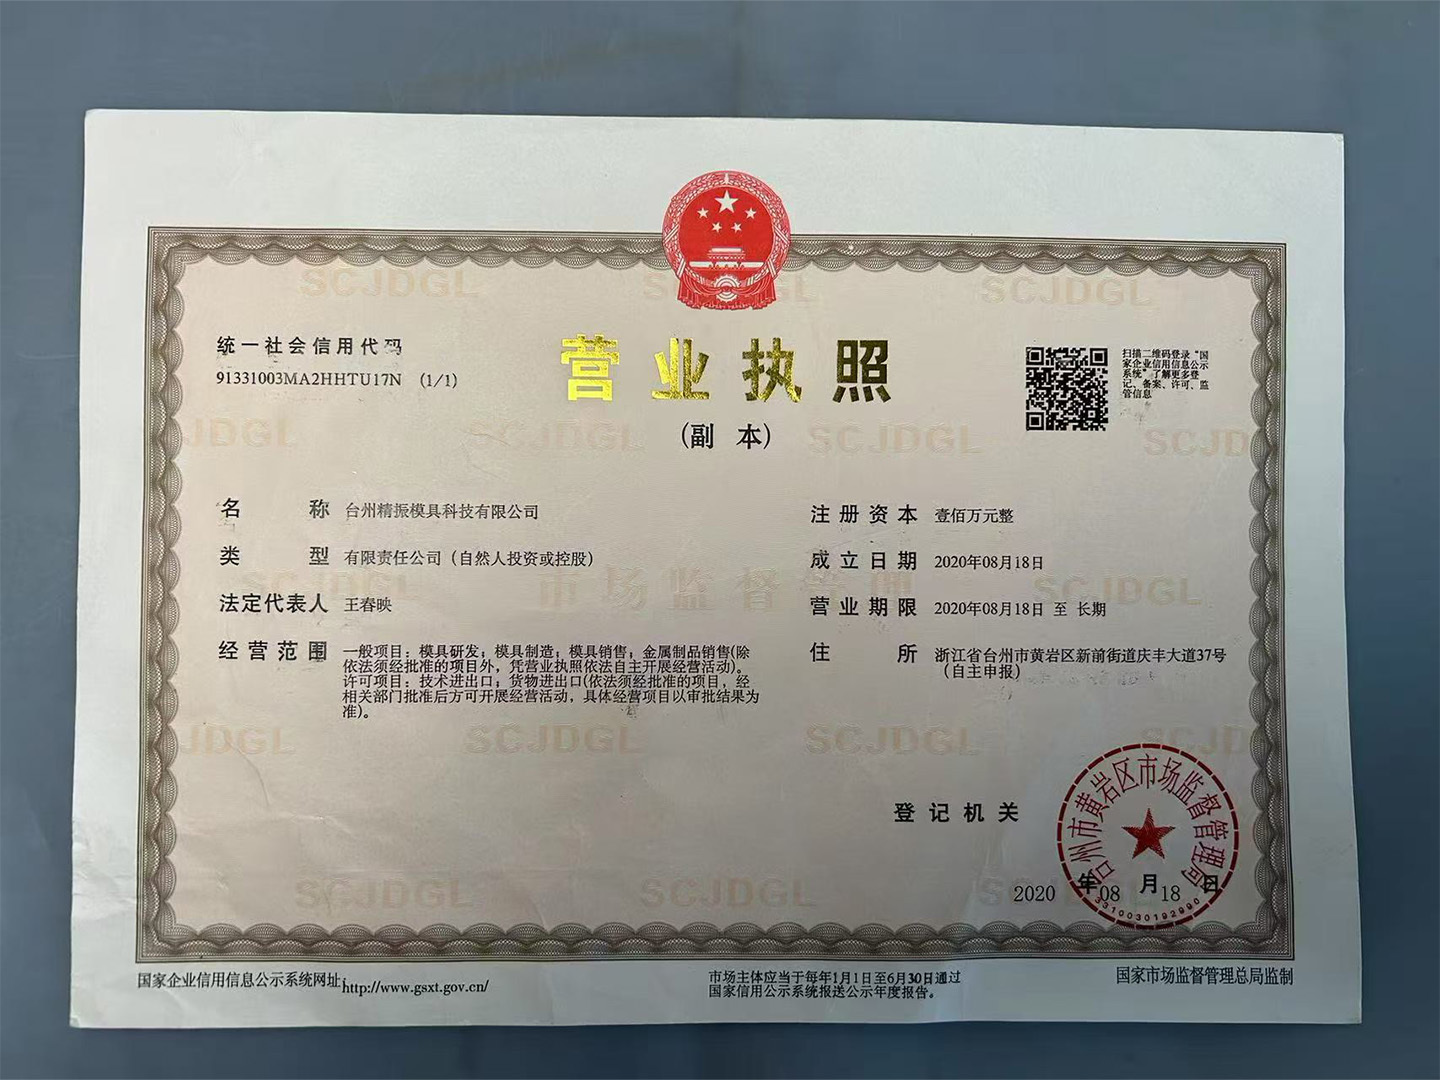 统一社会信用代码
91331003MA2HHTU17N (1/1)
营业执照
(副 本)
扫描二维码登录“国
家企业信用信息公示
系统”了解更多登
记、备案、许可、监
管信息
名 称 台州精振模具科技有限公司
类 型 有限责任公司（自然人投资或控股）
法定代表人 王春映
经营范围 一般项目：模具研发；模具制造；模具销售；金属制品销售(除
依法须经批准的项目外，凭营业执照依法自主开展经营活动)。
许可项目：技术进出口；货物进出口(依法须经批准的项目，经
相关部门批准后方可开展经营活动，具体经营项目以审批结果为
准)。
注册资本 壹佰万元整
成立日期 2020年08月18日
营业期限 2020年08月18日 至 长期
住 所 浙江省台州市黄岩区新前街道庆丰大道37号
（自主申报）
登记机关
台州市黄岩区市场监督管理局
3310030192990
2020 年08 月18 日
国家企业信用信息公示系统网址：http://www.gsxt.gov.cn/
市场主体应当于每年1月1日至6月30日通过
国家信用公示系统报送公示年度报告。
国家市场监督管理总局监制
SCJDGL
市场监督管理